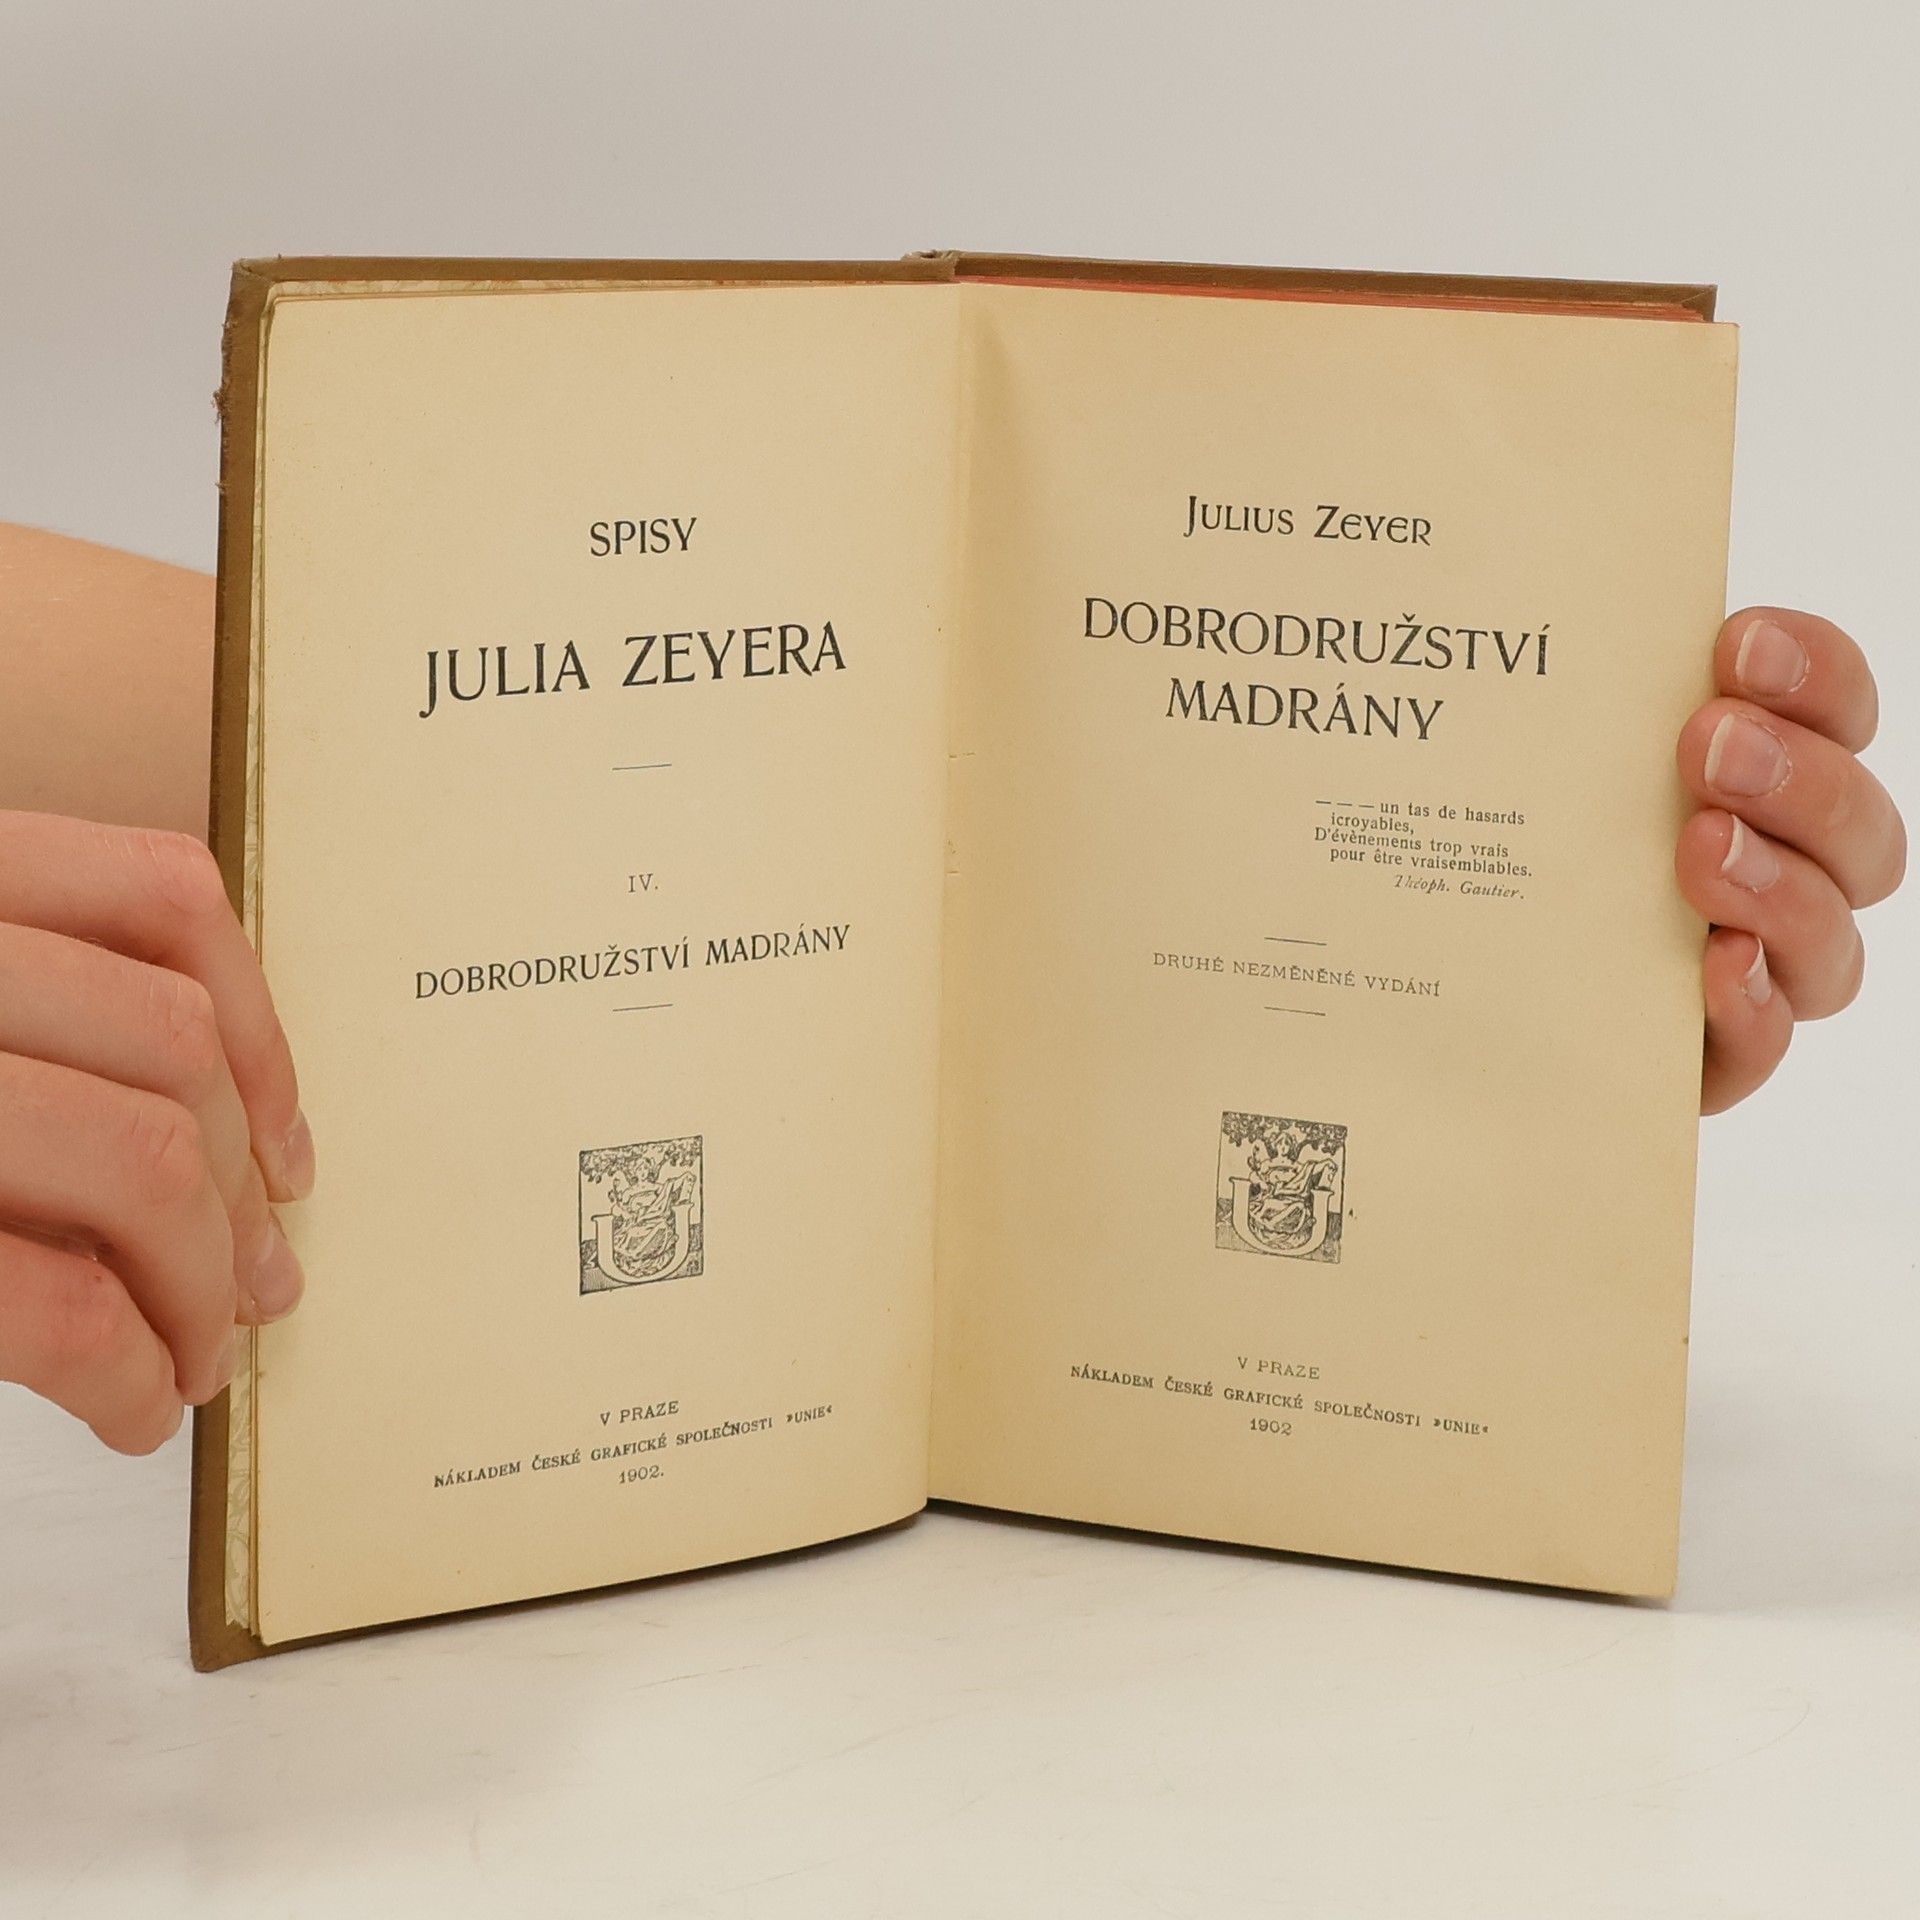 SPISY
JULIA ZEYERA
IV.
DOBRODRUŽSTVÍ MADRÁNY
V PRAZE
NÁKLADEM ČESKÉ GRAFICKÉ SPOLEČNOSTI »UNIE«
1902.
JULIUS ZEYER
DOBRODRUŽSTVÍ
MADRÁNY
— — — un tas de hasards
icroyables,
D'évènements trop vrais
pour être vraisemblables.
Théoph. Gautier.
DRUHÉ NEZMĚNĚNÉ VYDÁNÍ
V PRAZE
NÁKLADEM ČESKÉ GRAFICKÉ SPOLEČNOSTI »UNIE«
1902